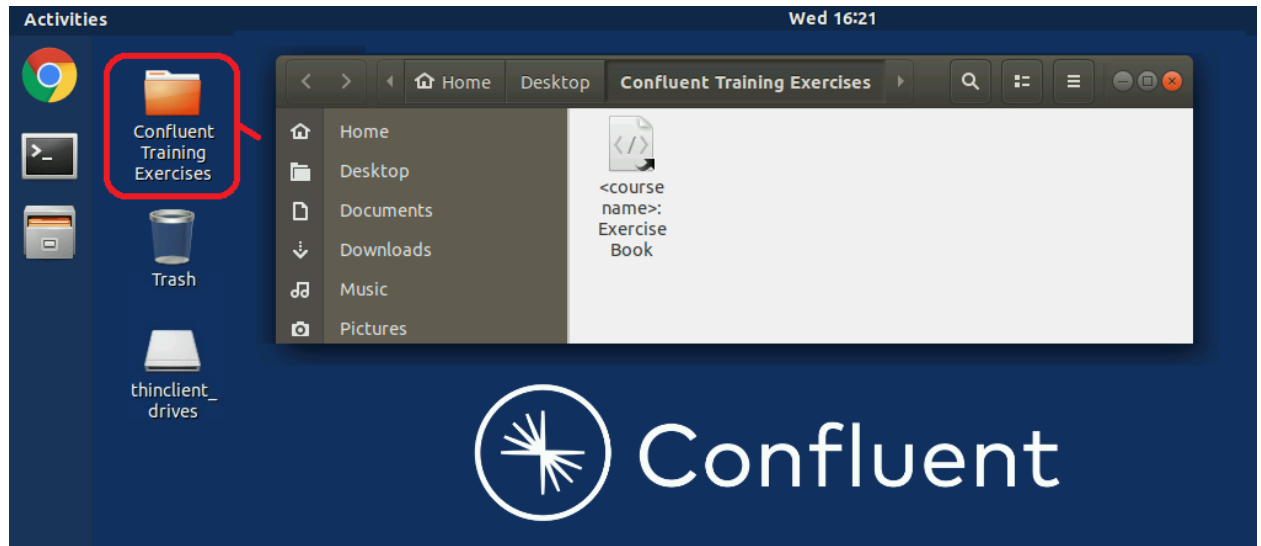 Activities
Wed 16:21
Confluent
Training
Exercises
Trash
thinclient_
drives
Home
Desktop
Confluent Training Exercises
Home
Desktop
Documents
Downloads
Music
Pictures
<course
name>:
Exercise
Book
Confluent